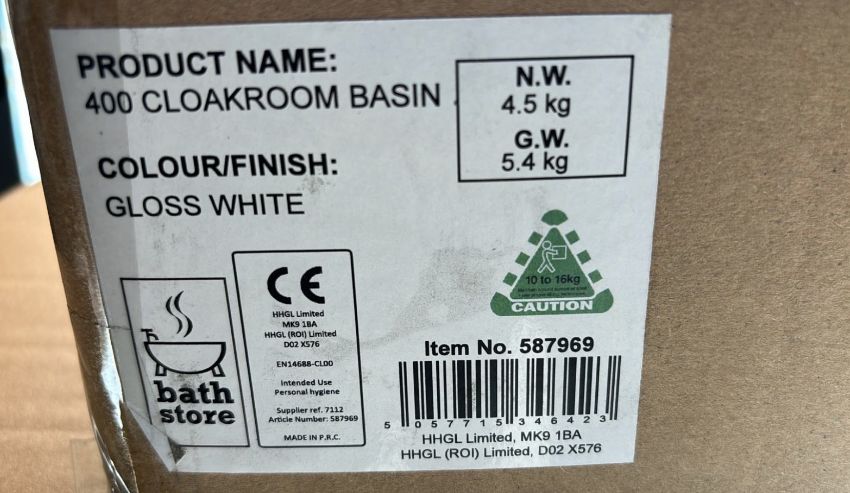 PRODUCT NAME:
400 CLOAKROOM BASIN
COLOUR/FINISH:
GLOSS WHITE
N.W.
4.5 kg
G.W.
5.4 kg
bath
store
CE
HHGL Limited
MK9 1BA
HHGL (ROI) Limited
D02 X576
EN14688-CL00
Intended Use
Personal hygiene
Supplier ref. 7112
Article Number: 587969
MADE IN P.R.C.
10 to 16kg
CAUTION
Item No. 587969
5 057715 346423
HHGL Limited, MK9 1BA
HHGL (ROI) Limited, D02 X576